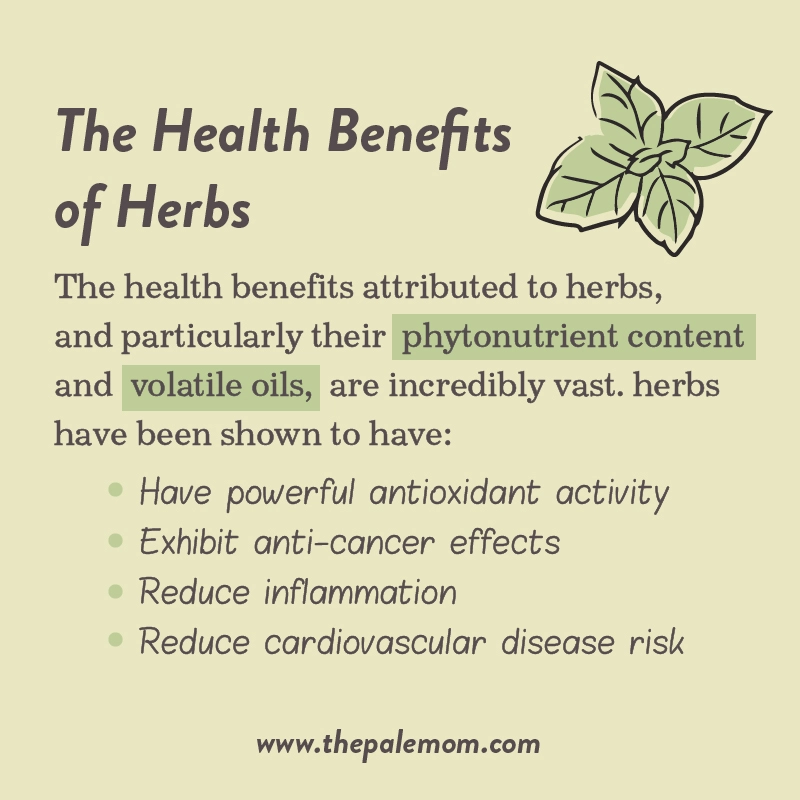 The Health Benefits
of Herbs
The health benefits attributed to herbs,
and particularly their phytonutrient content
and volatile oils, are incredibly vast. herbs
have been shown to have:
Have powerful antioxidant activity
Exhibit anti-cancer effects
Reduce inflammation
Reduce cardiovascular disease risk
www.thepalemom.com